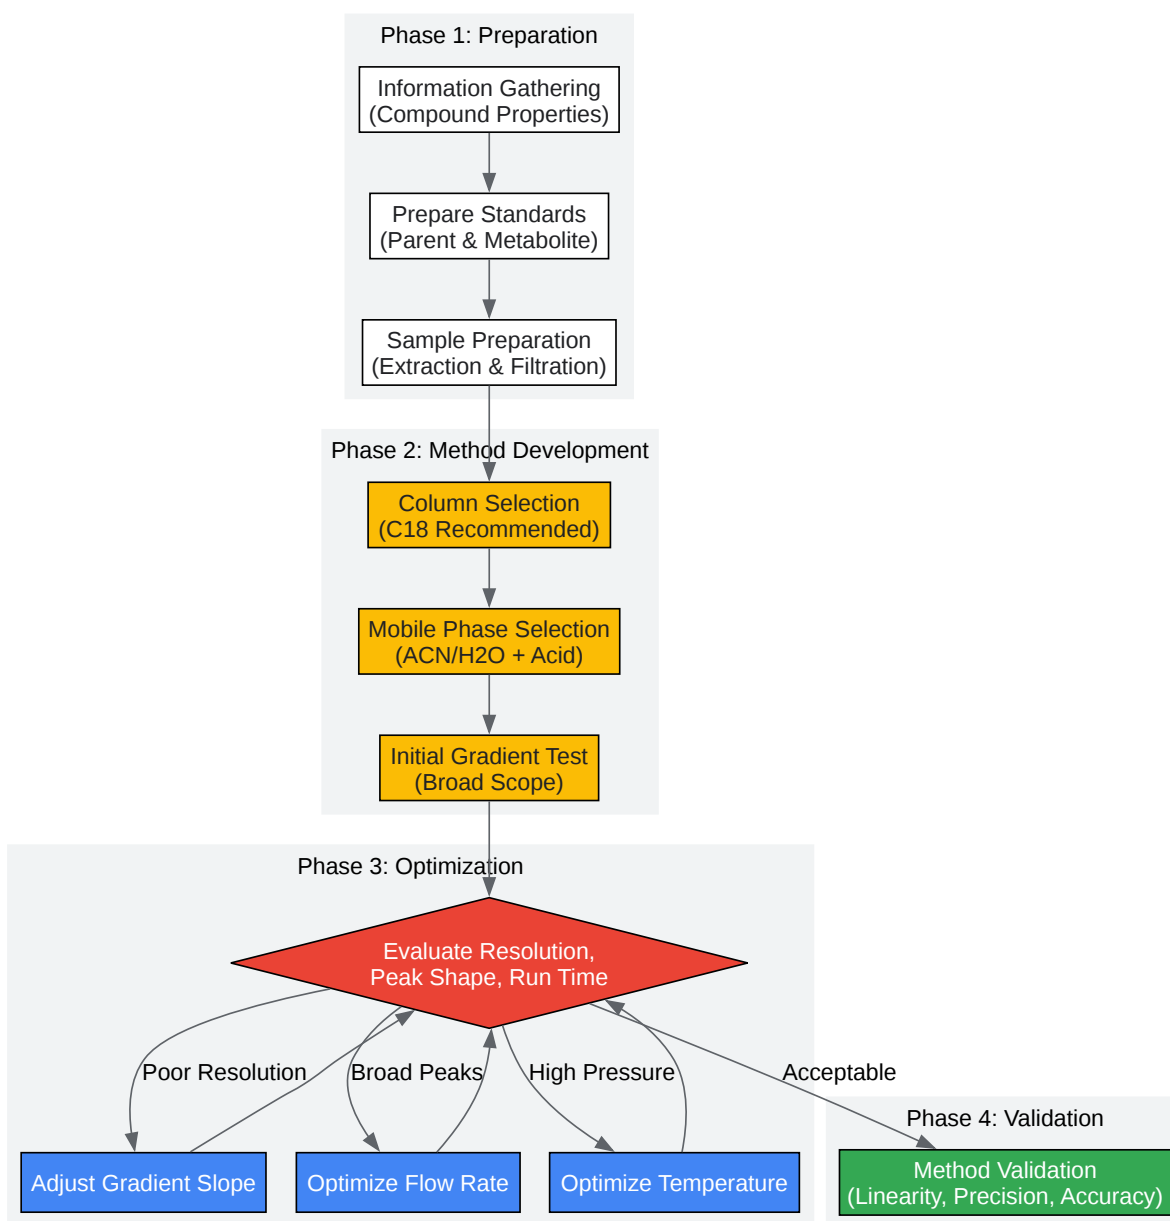 Phase 1: Preparation
Information Gathering
(Compound Properties)
Prepare Standards
(Parent & Metabolite)
Sample Preparation
(Extraction & Filtration)
Phase 2: Method Development
Column Selection
(C18 Recommended)
Mobile Phase Selection
(ACN/H2O + Acid)
Initial Gradient Test
(Broad Scope)
Phase 3: Optimization
Evaluate Resolution,
Peak Shape, Run Time
Poor Resolution
Broad Peaks
High Pressure
Acceptable
Adjust Gradient Slope
Optimize Flow Rate
Optimize Temperature
Phase 4: Validation
Method Validation
(Linearity, Precision, Accuracy)